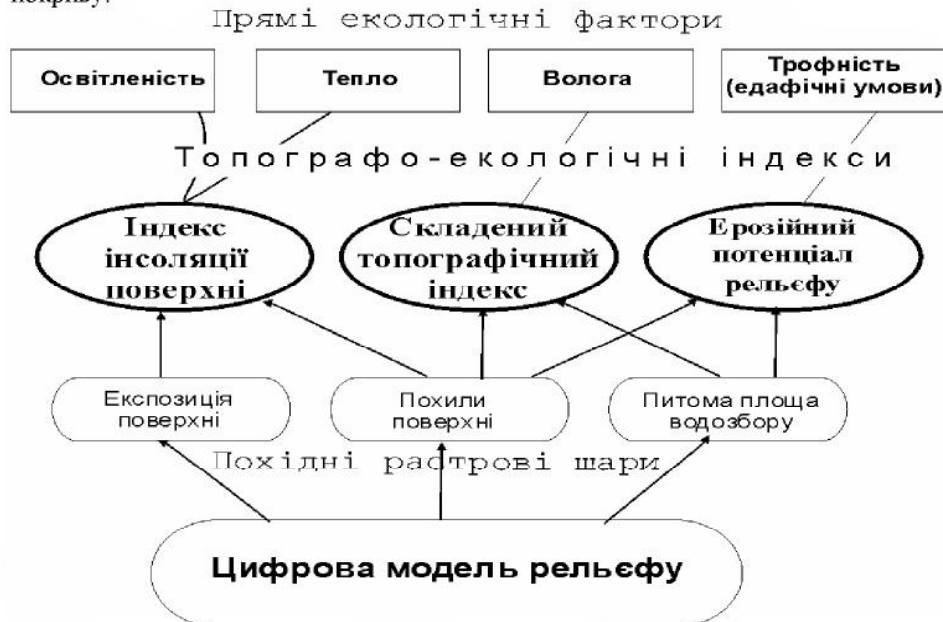 покриву.
Прямі екологічні фактори
Освітленість
Тепло
Волога
Трофність
(едафічні умови)
Топографо-екологічні індекси
Індекс
інсоляції
поверхні
Складений
топографічний
індекс
Ерозійний
потенціал
рельєфу
Експозиція
поверхні
Похили
поверхні
Питома площа
водозбору
Похідні растрові шари
Цифрова модель рельєфу